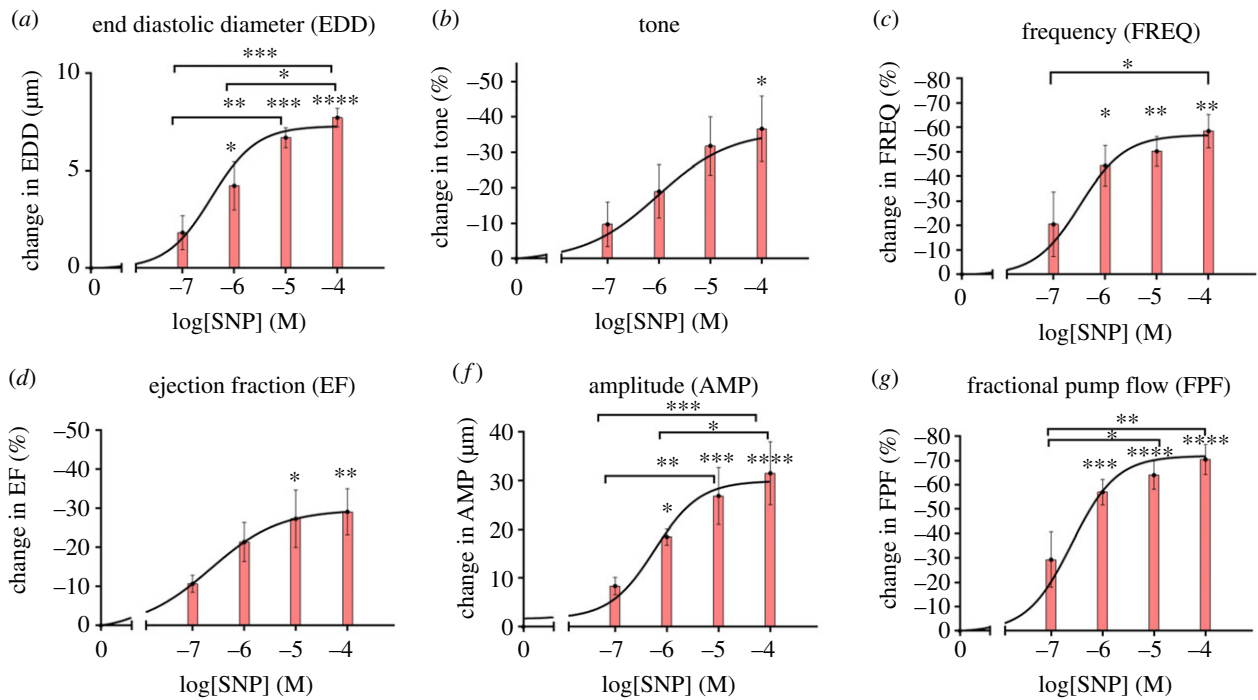 (a) end diastolic diameter (EDD)
***
*
** *** ****
*
10
5
0
change in EDD (µm)
0 –7 –6 –5 –4
log[SNP] (M)
(b) tone
*
–50
–40
–30
–20
–10
0
change in tone (%)
0 –7 –6 –5 –4
log[SNP] (M)
(c) frequency (FREQ)
*
* ** **
–80
–70
–60
–50
–40
–30
–20
–10
0
change in FREQ (%)
0 –7 –6 –5 –4
log[SNP] (M)
(d) ejection fraction (EF)
* **
–50
–40
–30
–20
–10
0
change in EF (%)
0 –7 –6 –5 –4
log[SNP] (M)
(f) amplitude (AMP)
***
*
** *** ****
*
40
30
20
10
0
change in AMP (µm)
0 –7 –6 –5 –4
log[SNP] (M)
(g) fractional pump flow (FPF)
**
*
*** **** ****
–80
–70
–60
–50
–40
–30
–20
–10
0
change in FPF (%)
0 –7 –6 –5 –4
log[SNP] (M)